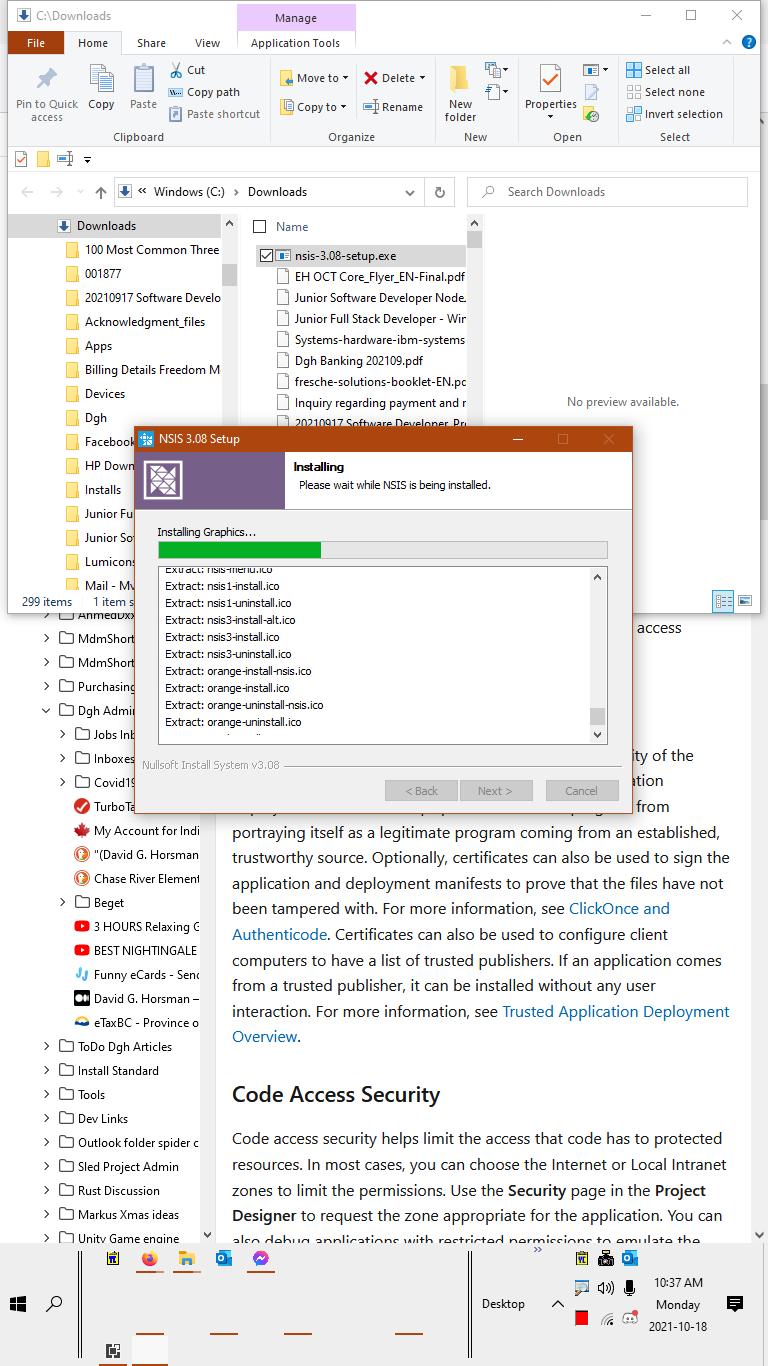 C:\Downloads
Manage
File
Home
Share
View
Application Tools
Pin to Quick access
Copy
Paste
Cut
Copy path
Paste shortcut
Clipboard
Move to
Copy to
Delete
Rename
Organize
New folder
New
Properties
Open
Select all
Select none
Invert selection
Select
« Windows (C:) › Downloads
Search Downloads
Downloads
100 Most Common Three
001877
20210917 Software Develo
Acknowledgment_files
Apps
Billing Details Freedom M
Devices
Dgh
Facebook
HP Down
Installs
Junior Fu
Junior So
Lumicons
Mail - Mv
299 items
1 item s
Name
nsis-3.08-setup.exe
EH OCT Core_Flyer_EN-Final.pdf
Junior Software Developer Node.
Junior Full Stack Developer - Wir
Systems-hardware-ibm-systems
Dgh Banking 202109.pdf
fresche-solutions-booklet-EN.pd
Inquiry regarding payment and r
20210917 Software Developer Pr
No preview available.
NSIS 3.08 Setup
Installing
Please wait while NSIS is being installed.
Installing Graphics...
Extract: nsis-menu.ico
Extract: nsis1-install.ico
Extract: nsis1-uninstall.ico
Extract: nsis3-install-alt.ico
Extract: nsis3-install.ico
Extract: nsis3-uninstall.ico
Extract: orange-install-nsis.ico
Extract: orange-install.ico
Extract: orange-uninstall-nsis.ico
Extract: orange-uninstall.ico
Nullsoft Install System v3.08
< Back
Next >
Cancel
AhmedDxx
MdmShort
MdmShort
Purchasing
Dgh Admi
Jobs Inb
Inboxes
Covid19
TurboTa
My Account for Indi
"(David G. Horsman
Chase River Element
Beget
3 HOURS Relaxing G
BEST NIGHTINGALE
Funny eCards - Send
David G. Horsman –
eTaxBC - Province o
ToDo Dgh Articles
Install Standard
Tools
Dev Links
Outlook folder spider c
Sled Project Admin
Rust Discussion
Markus Xmas ideas
Unity Game engine
access
ity of the
ation
from
portraying itself as a legitimate program coming from an established,
trustworthy source. Optionally, certificates can also be used to sign the
application and deployment manifests to prove that the files have not
been tampered with. For more information, see ClickOnce and
Authenticode. Certificates can also be used to configure client
computers to have a list of trusted publishers. If an application comes
from a trusted publisher, it can be installed without any user
interaction. For more information, see Trusted Application Deployment
Overview.
Code Access Security
Code access security helps limit the access that code has to protected
resources. In most cases, you can choose the Internet or Local Intranet
zones to limit the permissions. Use the Security page in the Project
Designer to request the zone appropriate for the application. You can
also debug applications with restricted permissions to emulate the
Desktop
10:37 AM
Monday
2021-10-18